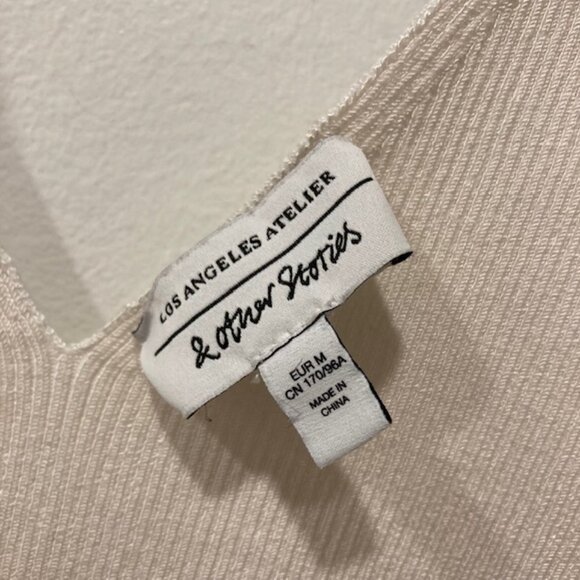 LOS ANGELES ATELIER
& Other Stories
EUR M
CN 170/96A
MADE IN
CHINA